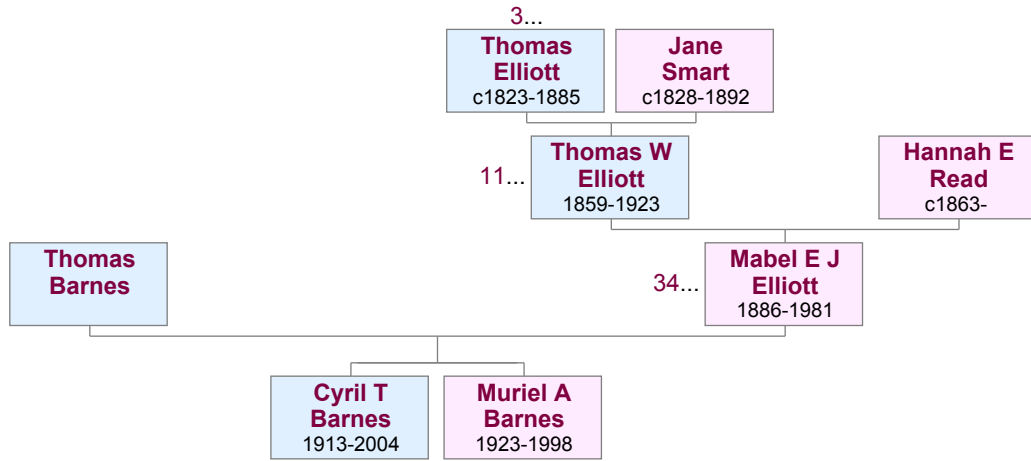 3...
Thomas
Elliott
c1823-1885
Jane
Smart
c1828-1892
11...
Thomas W
Elliott
1859-1923
Hannah E
Read
c1863-
Thomas
Barnes
34...
Mabel E J
Elliott
1886-1981
Cyril T
Barnes
1913-2004
Muriel A
Barnes
1923-1998